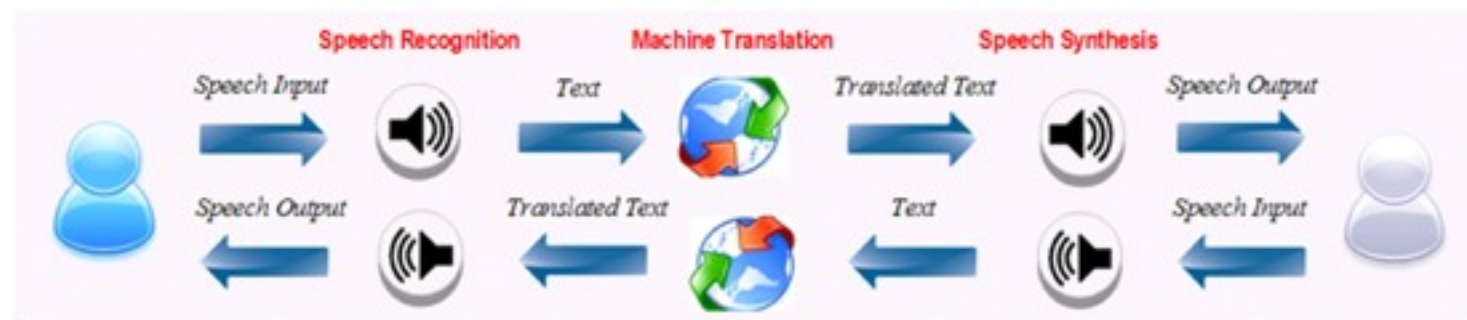 Speech Recognition Machine Translation Speech Synthesis
Speech Input Text Translated Text Speech Output
Speech Output Translated Text Text Speech Input